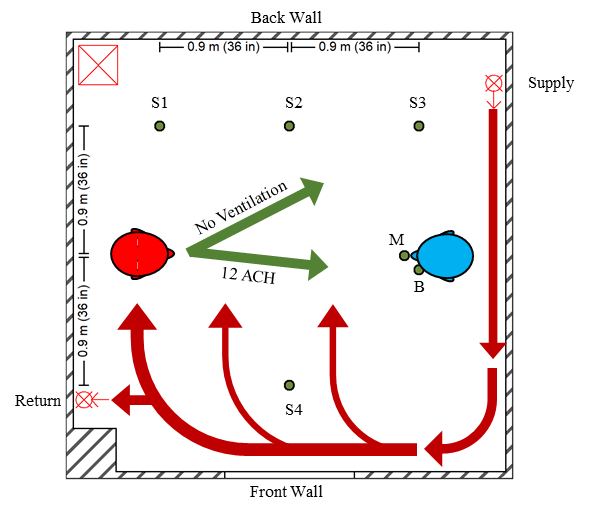 Back Wall
0.9 m (36 in)
0.9 m (36 in)
Supply
S1
S2
S3
0.9 m (36 in)
No Ventilation
12 ACH
M
B
0.9 m (36 in)
Return
S4
Front Wall